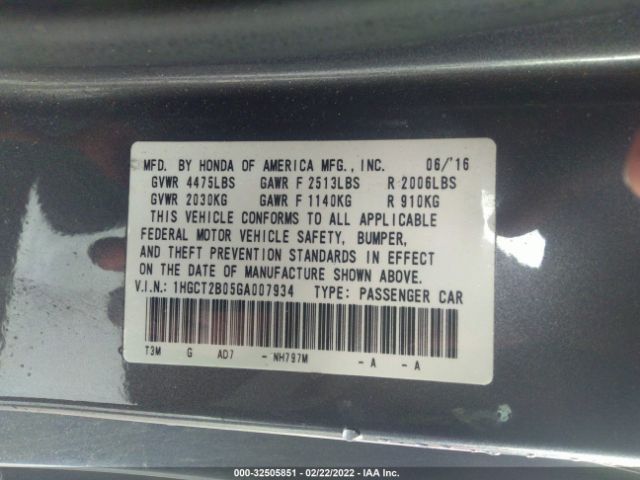 MFD. BY HONDA OF AMERICA MFG., INC. 06/'16
GVWR 4475LBS GAWR F 2513LBS R 2006LBS
GVWR 2030KG GAWR F 1140KG R 910KG
THIS VEHICLE CONFORMS TO ALL APPLICABLE
FEDERAL MOTOR VEHICLE SAFETY, BUMPER,
AND THEFT PREVENTION STANDARDS IN EFFECT
ON THE DATE OF MANUFACTURE SHOWN ABOVE.
V.I.N.: 1HGCT2B05GA007934 TYPE: PASSENGER CAR
T3M G AD7 - NH797M - A - A
000-32505851 - 02/22/2022 - IAA Inc.